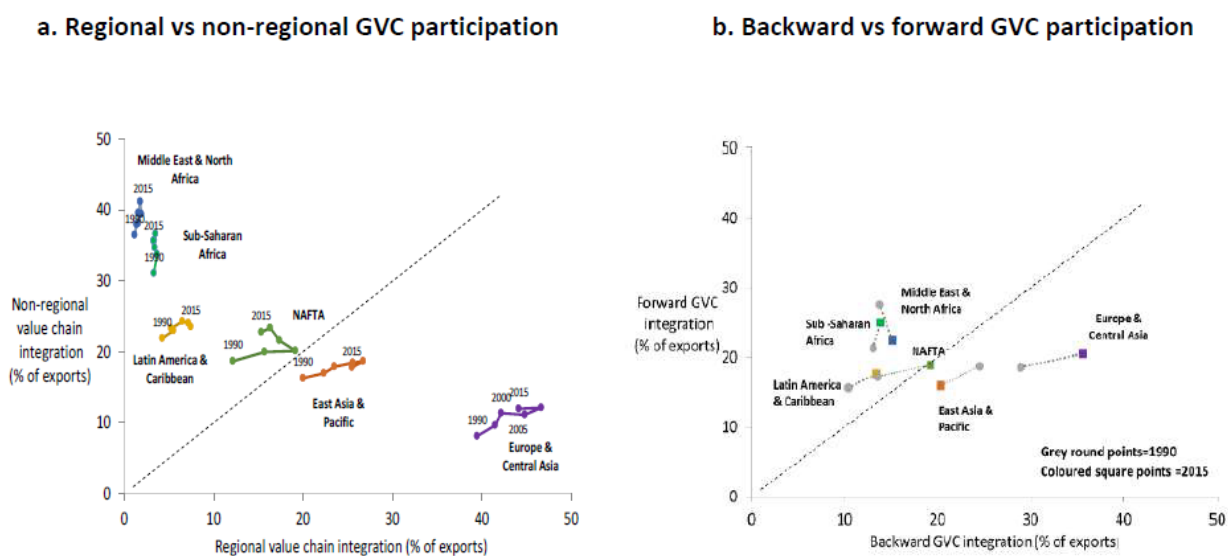 a. Regional vs non-regional GVC participation
50
40
30
20
10
0
Non-regional
value chain
integration
(% of exports)
Middle East & North
Africa
2015
1990
2015
Sub-Saharan
Africa
1990
1990
2015
Latin America &
Caribbean
2015
NAFTA
1990
1990
2015
East Asia &
Pacific
1990
2000
2015
2005
Europe &
Central Asia
0
10
20
30
40
50
Regional value chain integration (% of exports)
b. Backward vs forward GVC participation
50
40
30
20
10
0
Forward GVC
integration
(% of exports)
Middle East &
North Africa
Sub -Saharan
Africa
NAFTA
Europe &
Central Asia
Latin America
& Caribbean
East Asia &
Pacific
Grey round points=1990
Coloured square points =2015
0
10
20
30
40
50
Backward GVC integration (% of exports)